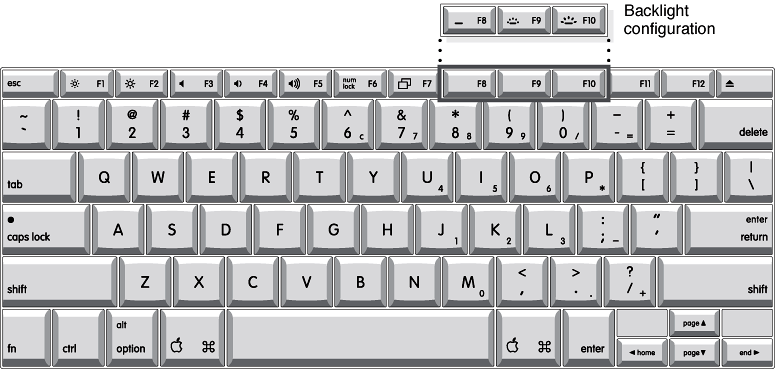 F8 F9 F10 Backlight
configuration
esc F1 F2 F3 F4 F5 num lock F6 F7 F8 F9 F10 F11 F12
~ ` ! 1 @ 2 # 3 $ 4 % 5 ^ 6 c & 7 7 * 8 8 ( 9 9 ) 0 / – - = + = delete
tab Q W E R T Y U 4 I 5 O 6 P * { [ } ] | \
caps lock A S D F G H J 1 K 2 L 3 : ; – “ ‘ enter return
shift Z X C V B N M 0 < , > . . ? / + shift
fn ctrl alt option ⌘ ⌘ enter page ▲
◀ home page ▼ end ▶